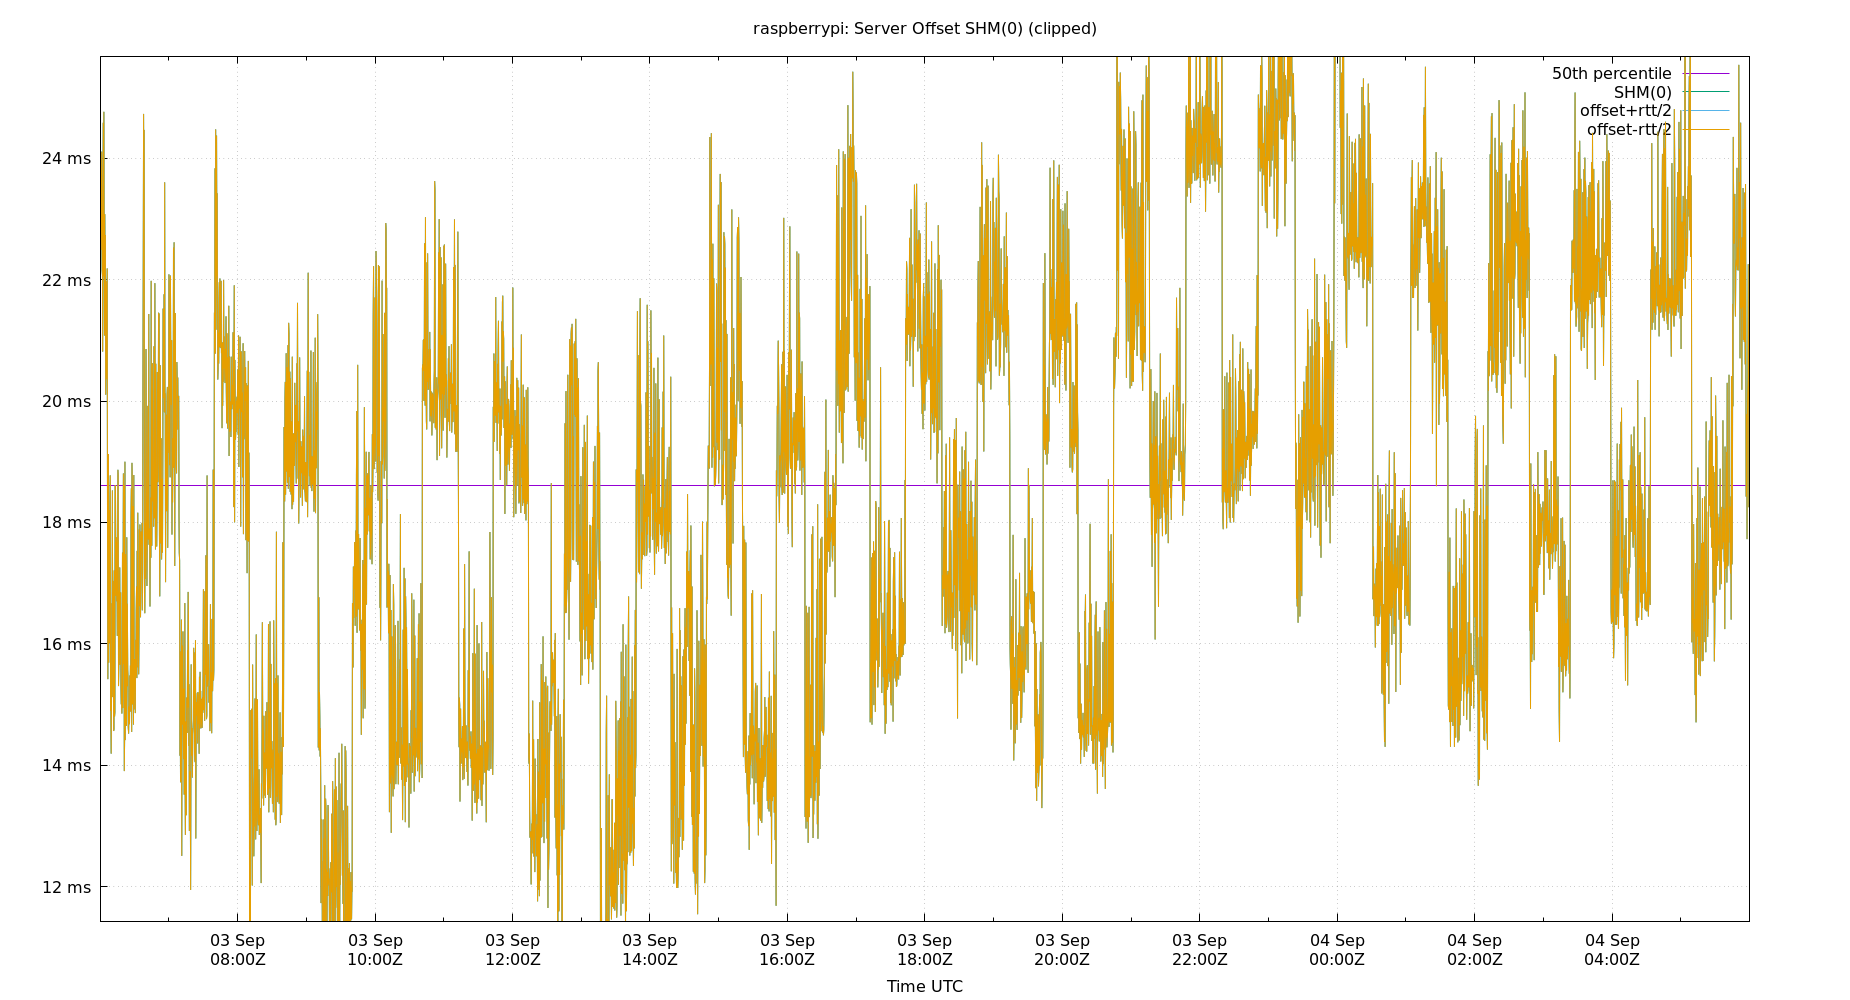 raspberrypi: Server Offset SHM(0) (clipped)
50th percentile
SHM(0)
offset+rtt/2
offset-rtt/2
24 ms
22 ms
20 ms
18 ms
16 ms
14 ms
12 ms
03 Sep 03 Sep 03 Sep 03 Sep 03 Sep 03 Sep 03 Sep 03 Sep 04 Sep 04 Sep 04 Sep
08:00Z 10:00Z 12:00Z 14:00Z 16:00Z 18:00Z 20:00Z 22:00Z 00:00Z 02:00Z 04:00Z
Time UTC